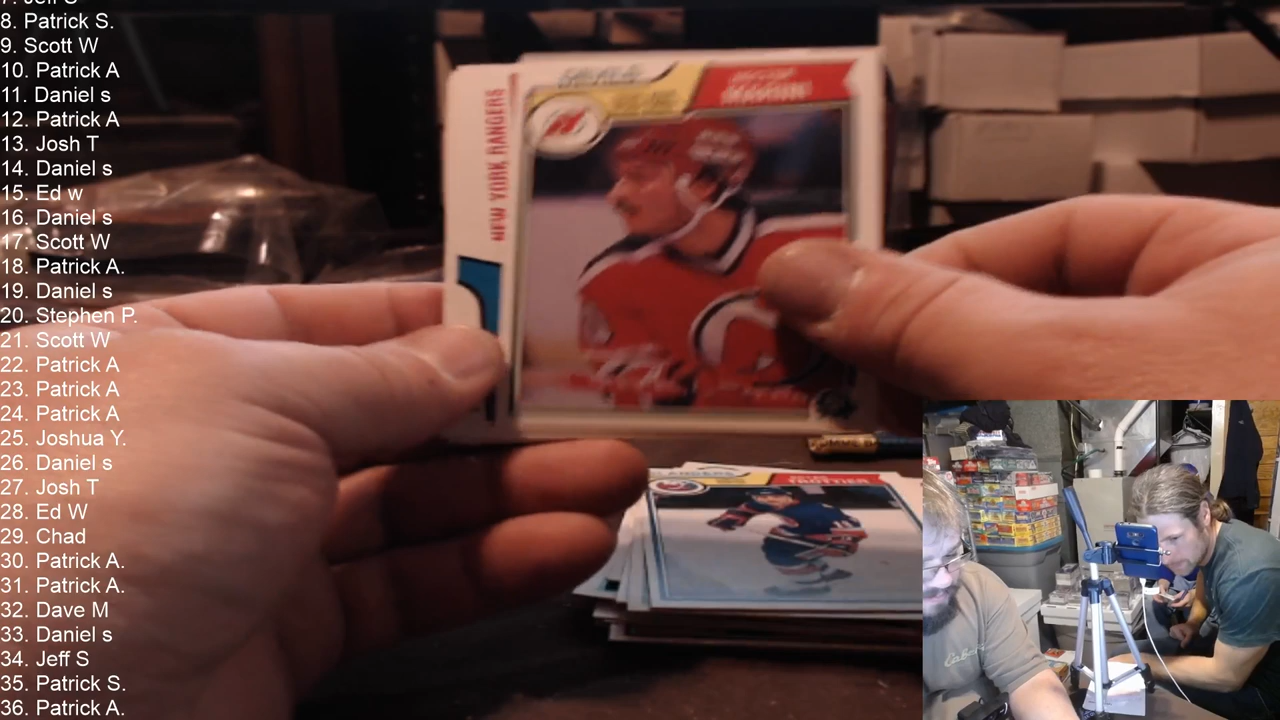 7. Jeff S
8. Patrick S.
9. Scott W
10. Patrick A
11. Daniel s
12. Patrick A
13. Josh T
14. Daniel s
15. Ed w
16. Daniel s
17. Scott W
18. Patrick A.
19. Daniel s
20. Stephen P.
21. Scott W
22. Patrick A
23. Patrick A
24. Patrick A
25. Joshua Y.
26. Daniel s
27. Josh T
28. Ed W
29. Chad
30. Patrick A.
31. Patrick A.
32. Dave M
33. Daniel s
34. Jeff S
35. Patrick S.
36. Patrick A.
NEW YORK RANGERS
TROTTIER